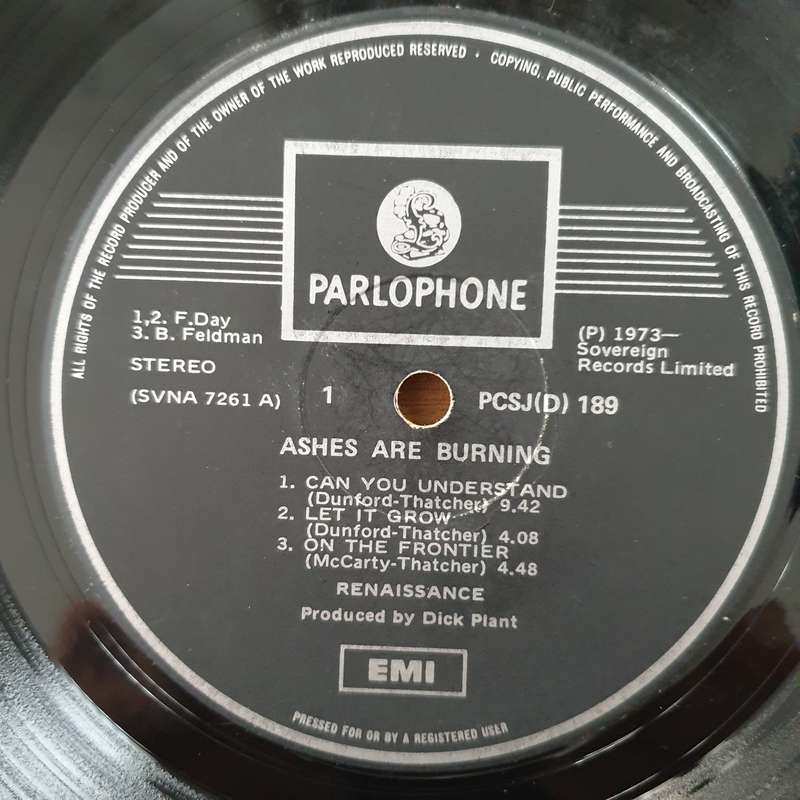 ALL RIGHTS OF THE RECORD PRODUCER AND OF THE OWNER OF THE WORK REPRODUCED RESERVED · COPYING, PUBLIC PERFORMANCE AND BROADCASTING OF THIS RECORD PROHIBITED
PARLOPHONE
1,2. F.Day
3. B. Feldman
STEREO
(SVNA 7261 A)
1
(P) 1973—
Sovereign
Records Limited
PCSJ(D) 189
ASHES ARE BURNING
1. CAN YOU UNDERSTAND
(Dunford-Thatcher) 9.42
2. LET IT GROW
(Dunford-Thatcher) 4.08
3. ON THE FRONTIER
(McCarty-Thatcher) 4.48
RENAISSANCE
Produced by Dick Plant
EMI
PRESSED FOR OR BY A REGISTERED USER